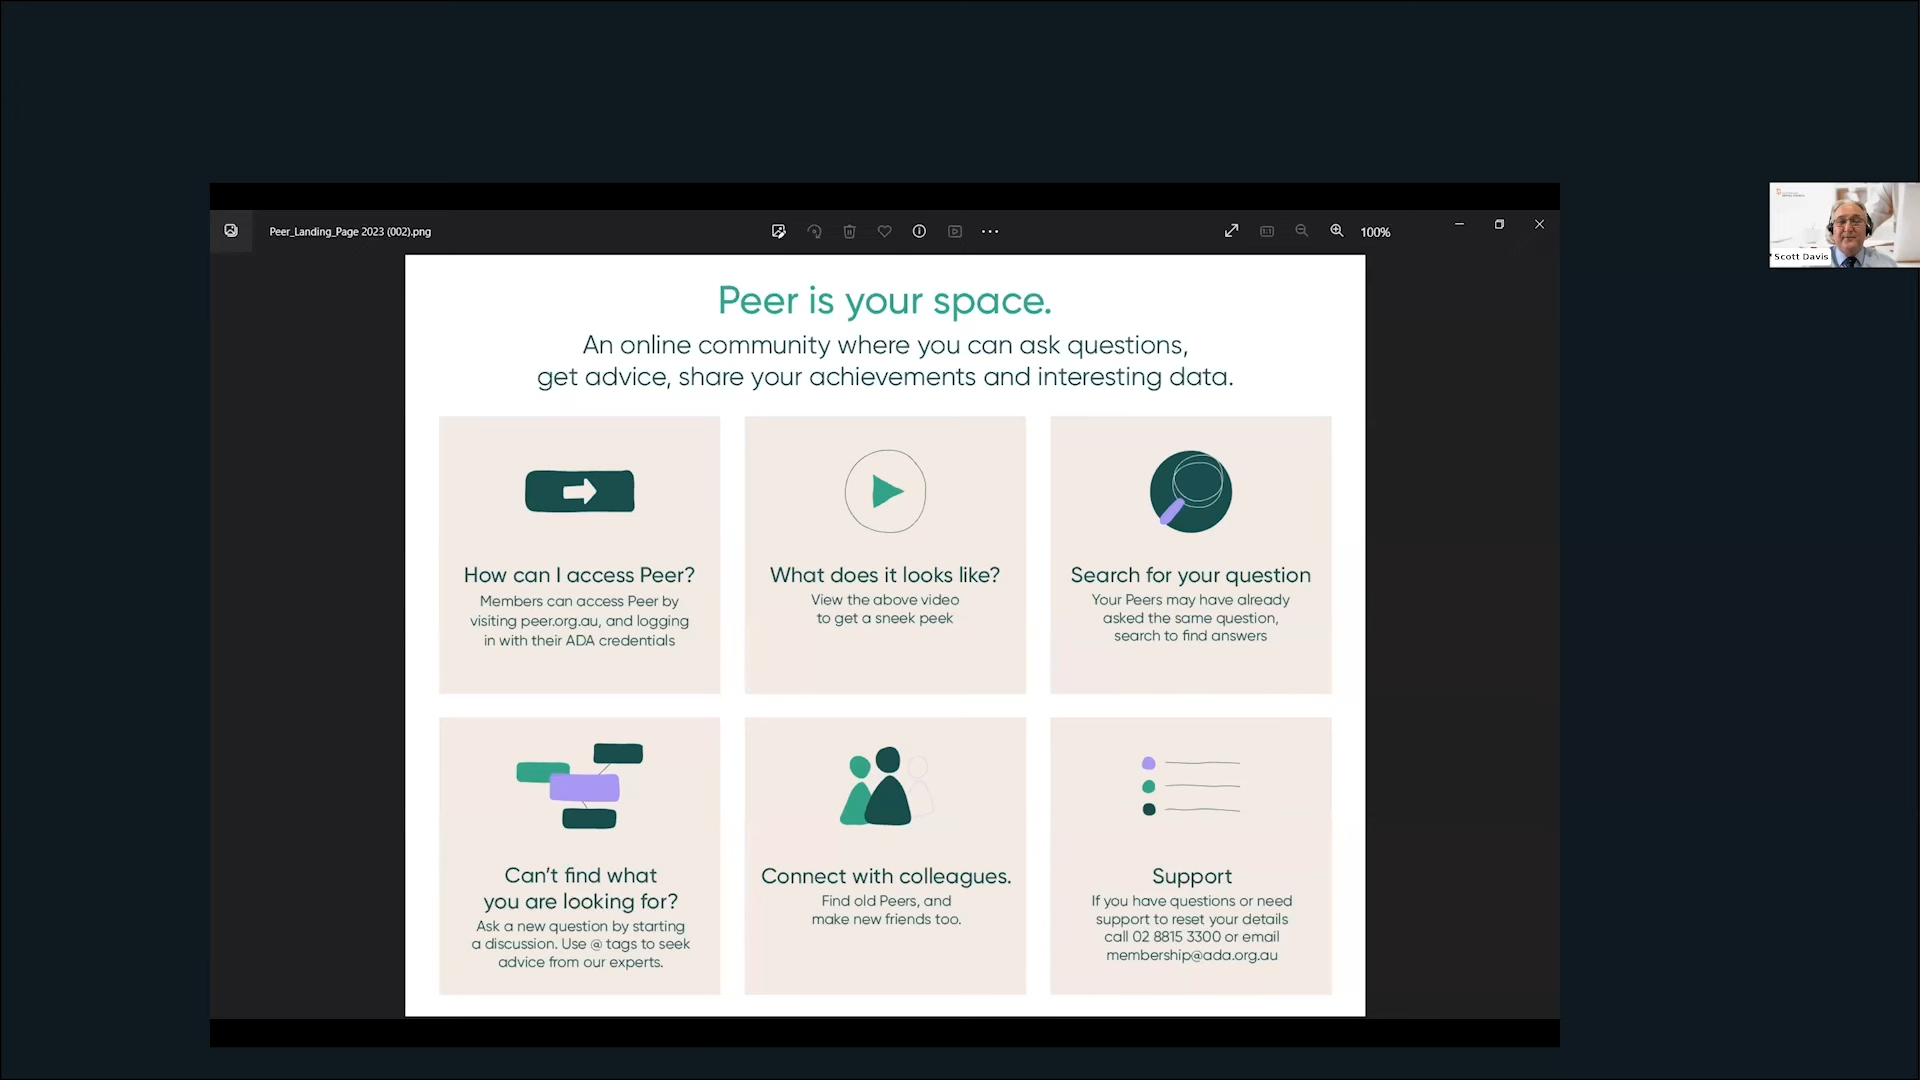 Peer_Landing_Page 2023 (002).png
100%
Scott Davis
Peer is your space.
An online community where you can ask questions,
get advice, share your achievements and interesting data.
How can I access Peer?
Members can access Peer by
visiting peer.org.au, and logging
in with their ADA credentials
What does it looks like?
View the above video
to get a sneek peek
Search for your question
Your Peers may have already
asked the same question,
search to find answers
Can't find what
you are looking for?
Ask a new question by starting
a discussion. Use @ tags to seek
advice from our experts.
Connect with colleagues.
Find old Peers, and
make new friends too.
Support
If you have questions or need
support to reset your details
call 02 8815 3300 or email
membership@ada.org.au